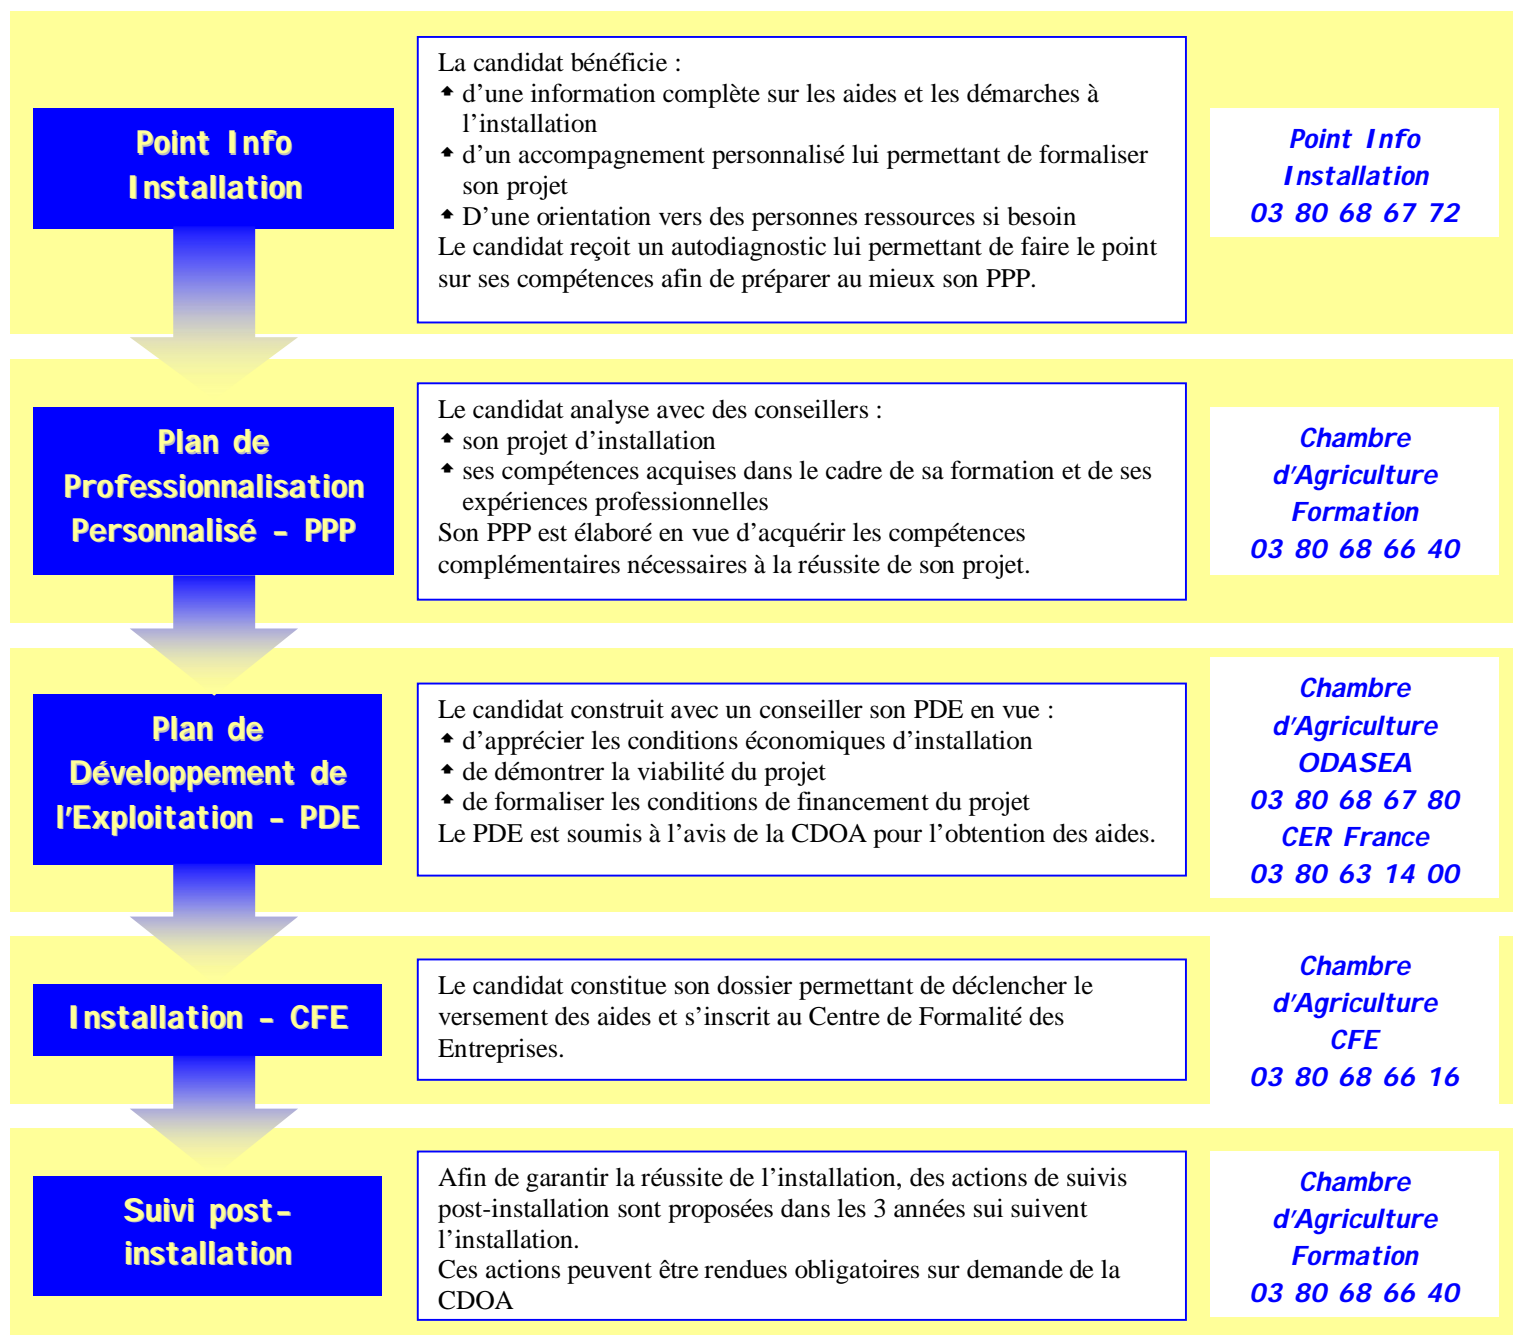 Point Info
Installation
La candidat bénéficie :
d'une information complète sur les aides et les démarches à
l'installation
d'un accompagnement personnalisé lui permettant de formaliser
son projet
D'une orientation vers des personnes ressources si besoin
Le candidat reçoit un autodiagnostic lui permettant de faire le point
sur ses compétences afin de préparer au mieux son PPP.
Point Info
Installation
03 80 68 67 72
Plan de
Professionnalisation
Personnalisé – PPP
Le candidat analyse avec des conseillers :
son projet d'installation
ses compétences acquises dans le cadre de sa formation et de ses
expériences professionnelles
Son PPP est élaboré en vue d'acquérir les compétences
complémentaires nécessaires à la réussite de son projet.
Chambre
d'Agriculture
Formation
03 80 68 66 40
Plan de
Développement de
l'Exploitation – PDE
Le candidat construit avec un conseiller son PDE en vue :
d'apprécier les conditions économiques d'installation
de démontrer la viabilité du projet
de formaliser les conditions de financement du projet
Le PDE est soumis à l'avis de la CDOA pour l'obtention des aides.
Chambre
d'Agriculture
ODASEA
03 80 68 67 80
CER France
03 80 63 14 00
Installation – CFE
Le candidat constitue son dossier permettant de déclencher le
versement des aides et s'inscrit au Centre de Formalité des
Entreprises.
Chambre
d'Agriculture
CFE
03 80 68 66 16
Suivi post-
installation
Afin de garantir la réussite de l'installation, des actions de suivis
post-installation sont proposées dans les 3 années sui suivent
l'installation.
Ces actions peuvent être rendues obligatoires sur demande de la
CDOA
Chambre
d'Agriculture
Formation
03 80 68 66 40